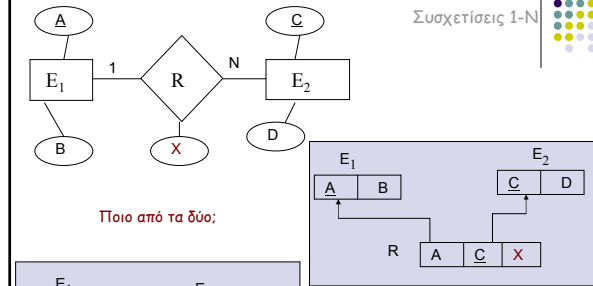 Συσχετίσεις 1-N
A
C
E1
1
R
N
E2
B
X
D
Ποιο από τα δύο;
E1
A B
E2
C D
R
A C X